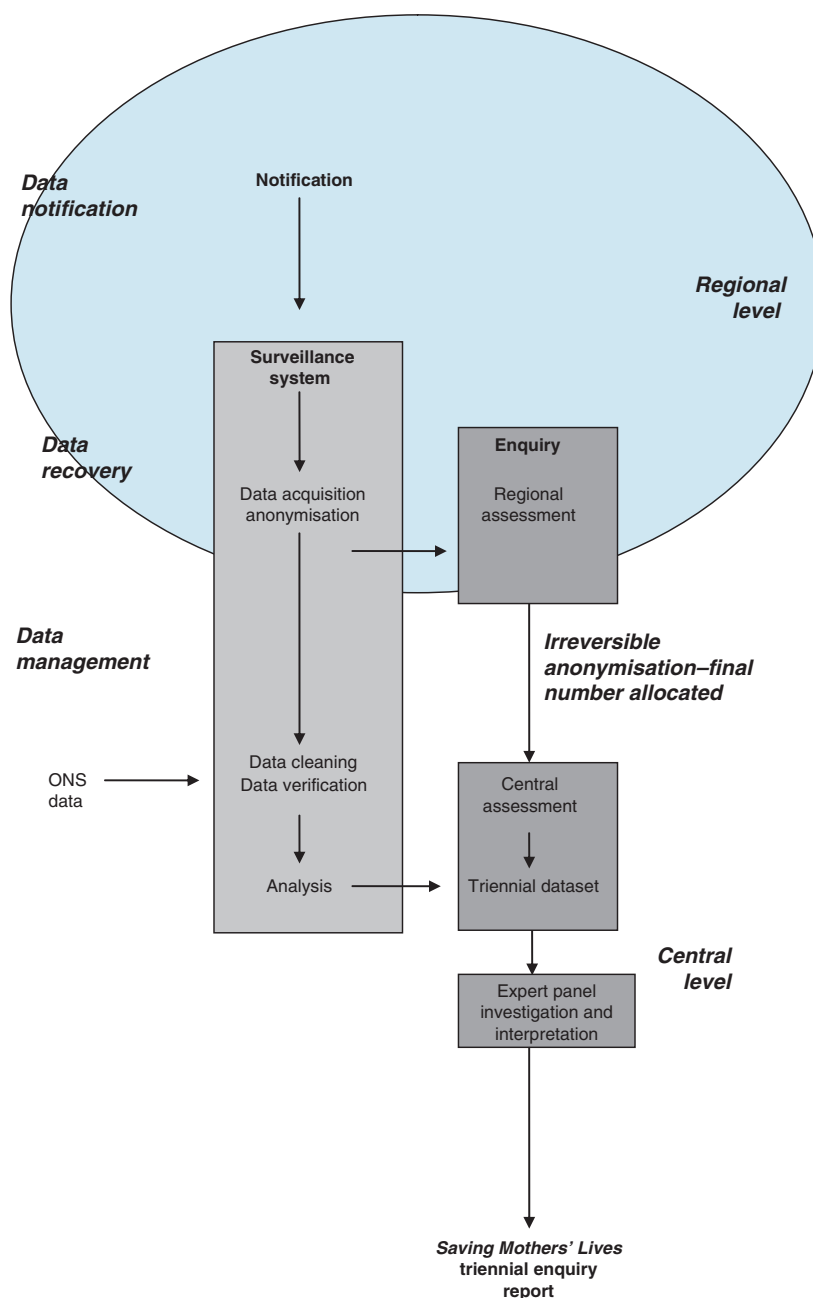 Data
notification
Notification
Regional
level
Surveillance
system
Data
recovery
Enquiry
Data acquisition
anonymisation
Regional
assessment
Data
management
Irreversible
anonymisation–final
number allocated
ONS
data
Data cleaning
Data verification
Central
assessment
Analysis
Triennial dataset
Central
level
Expert panel
investigation and
interpretation
Saving Mothers’ Lives
triennial enquiry
report